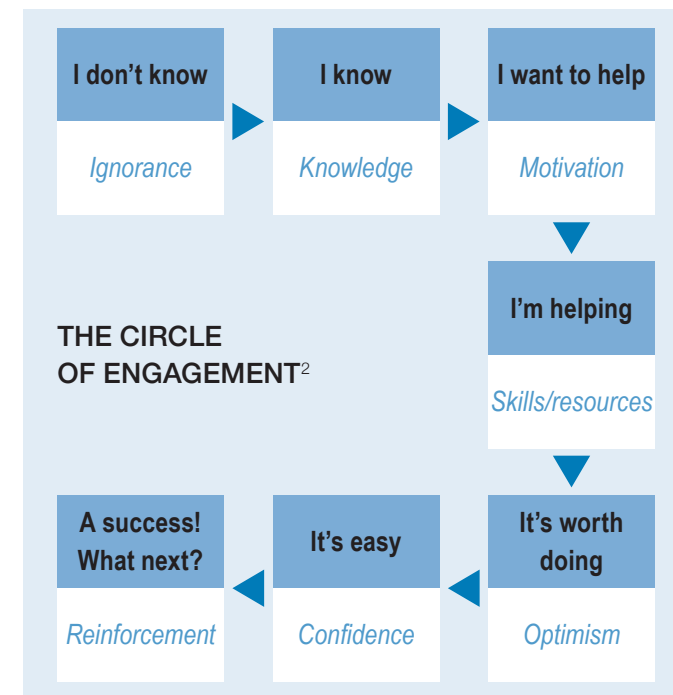 I don’t know
Ignorance
I know
Knowledge
I want to help
Motivation
I’m helping
Skills/resources
THE CIRCLE
OF ENGAGEMENT²
It’s worth
doing
Optimism
It’s easy
Confidence
A success!
What next?
Reinforcement